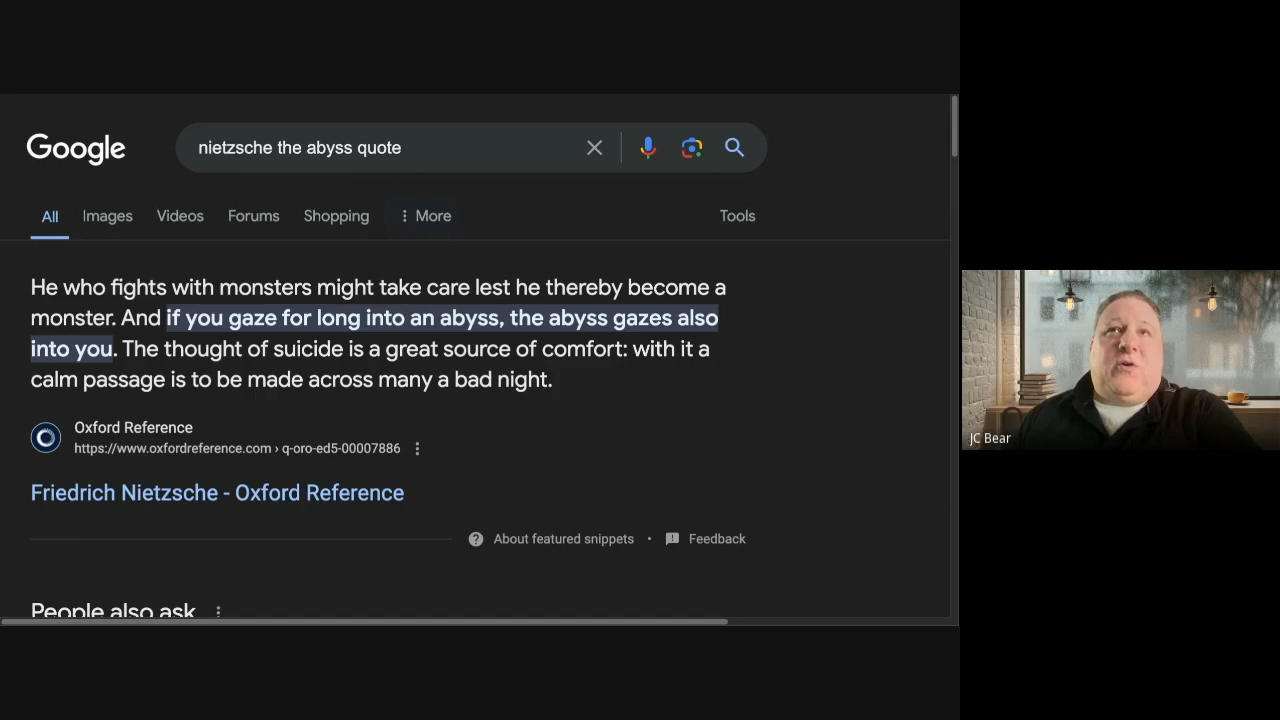 Google
nietzsche the abyss quote
All Images Videos Forums Shopping More Tools
He who fights with monsters might take care lest he thereby become a
monster. And if you gaze for long into an abyss, the abyss gazes also
into you. The thought of suicide is a great source of comfort: with it a
calm passage is to be made across many a bad night.
Oxford Reference
https://www.oxfordreference.com › q-oro-ed5-00007886
Friedrich Nietzsche - Oxford Reference
About featured snippets • Feedback
People also ask
JC Bear